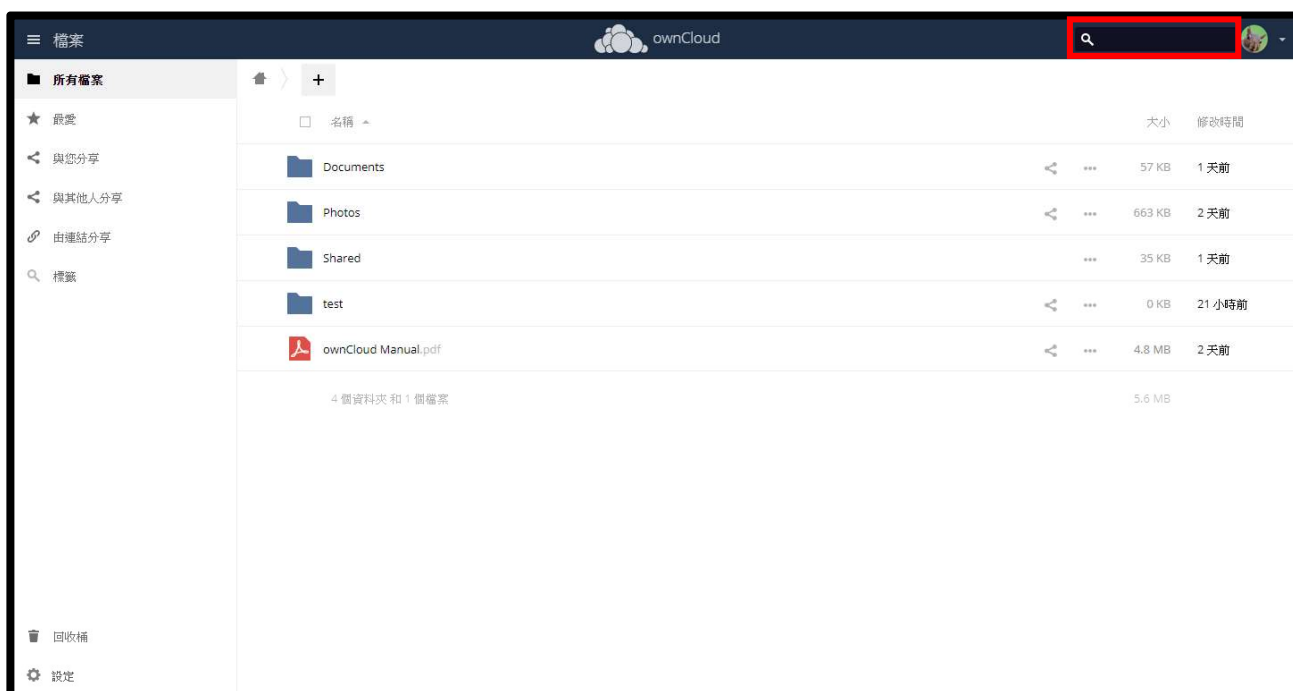 檔案
ownCloud
所有檔案
最愛
與您分享
與其他人分享
由連結分享
標籤
名稱 大小 修改時間
Documents 57 KB 1 天前
Photos 663 KB 2 天前
Shared 35 KB 1 天前
test 0 KB 21 小時前
ownCloud Manual.pdf 4.8 MB 2 天前
4 個資料夾 和 1 個檔案 5.6 MB
回收桶
設定